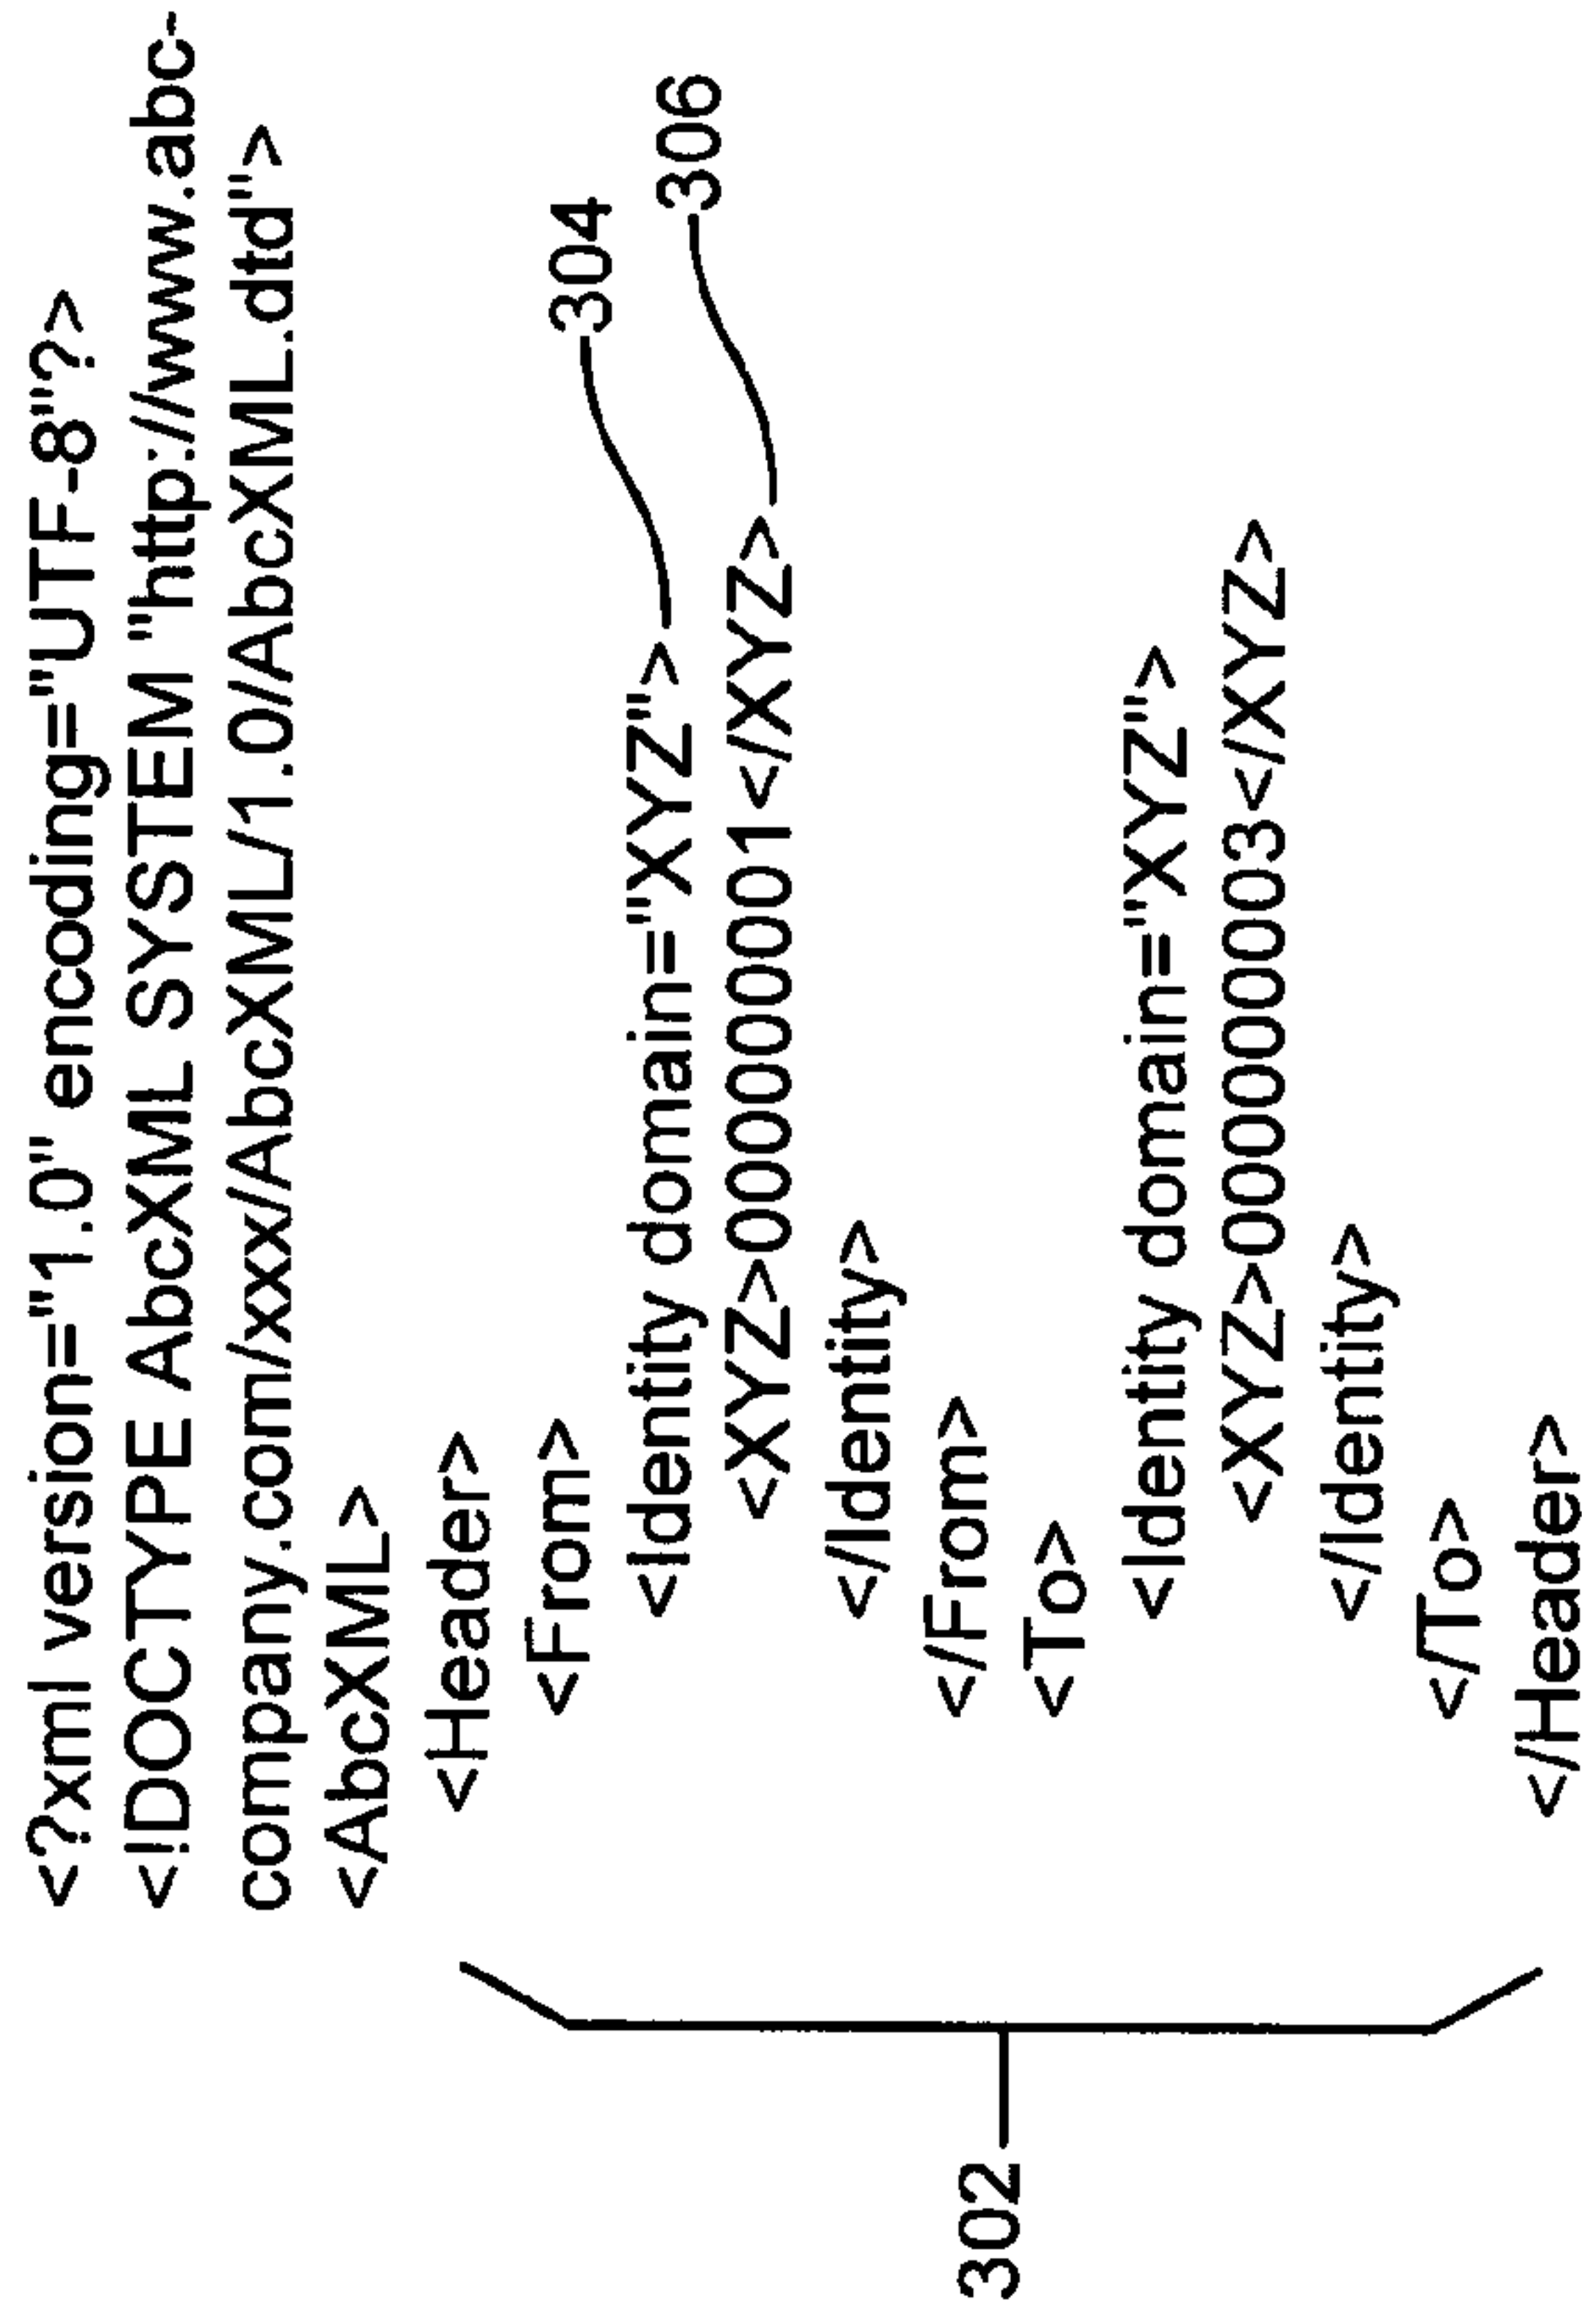 <?xml version="1.0" encoding="UTF-8"?>
<!DOCTYPE AbcXML SYSTEM "http://www.abc-
company.com/xxx/AbcXML/1.0/AbcXML.dtd">
<AbcXML>
<Header>
<From>
<Identity domain="XYZ">
304
<XYZ>000000001</XYZ>
306
</Identity>
</From>
<To>
<Identity domain="XYZ">
<XYZ>000000003</XYZ>
</Identity>
</To>
</Header>
302